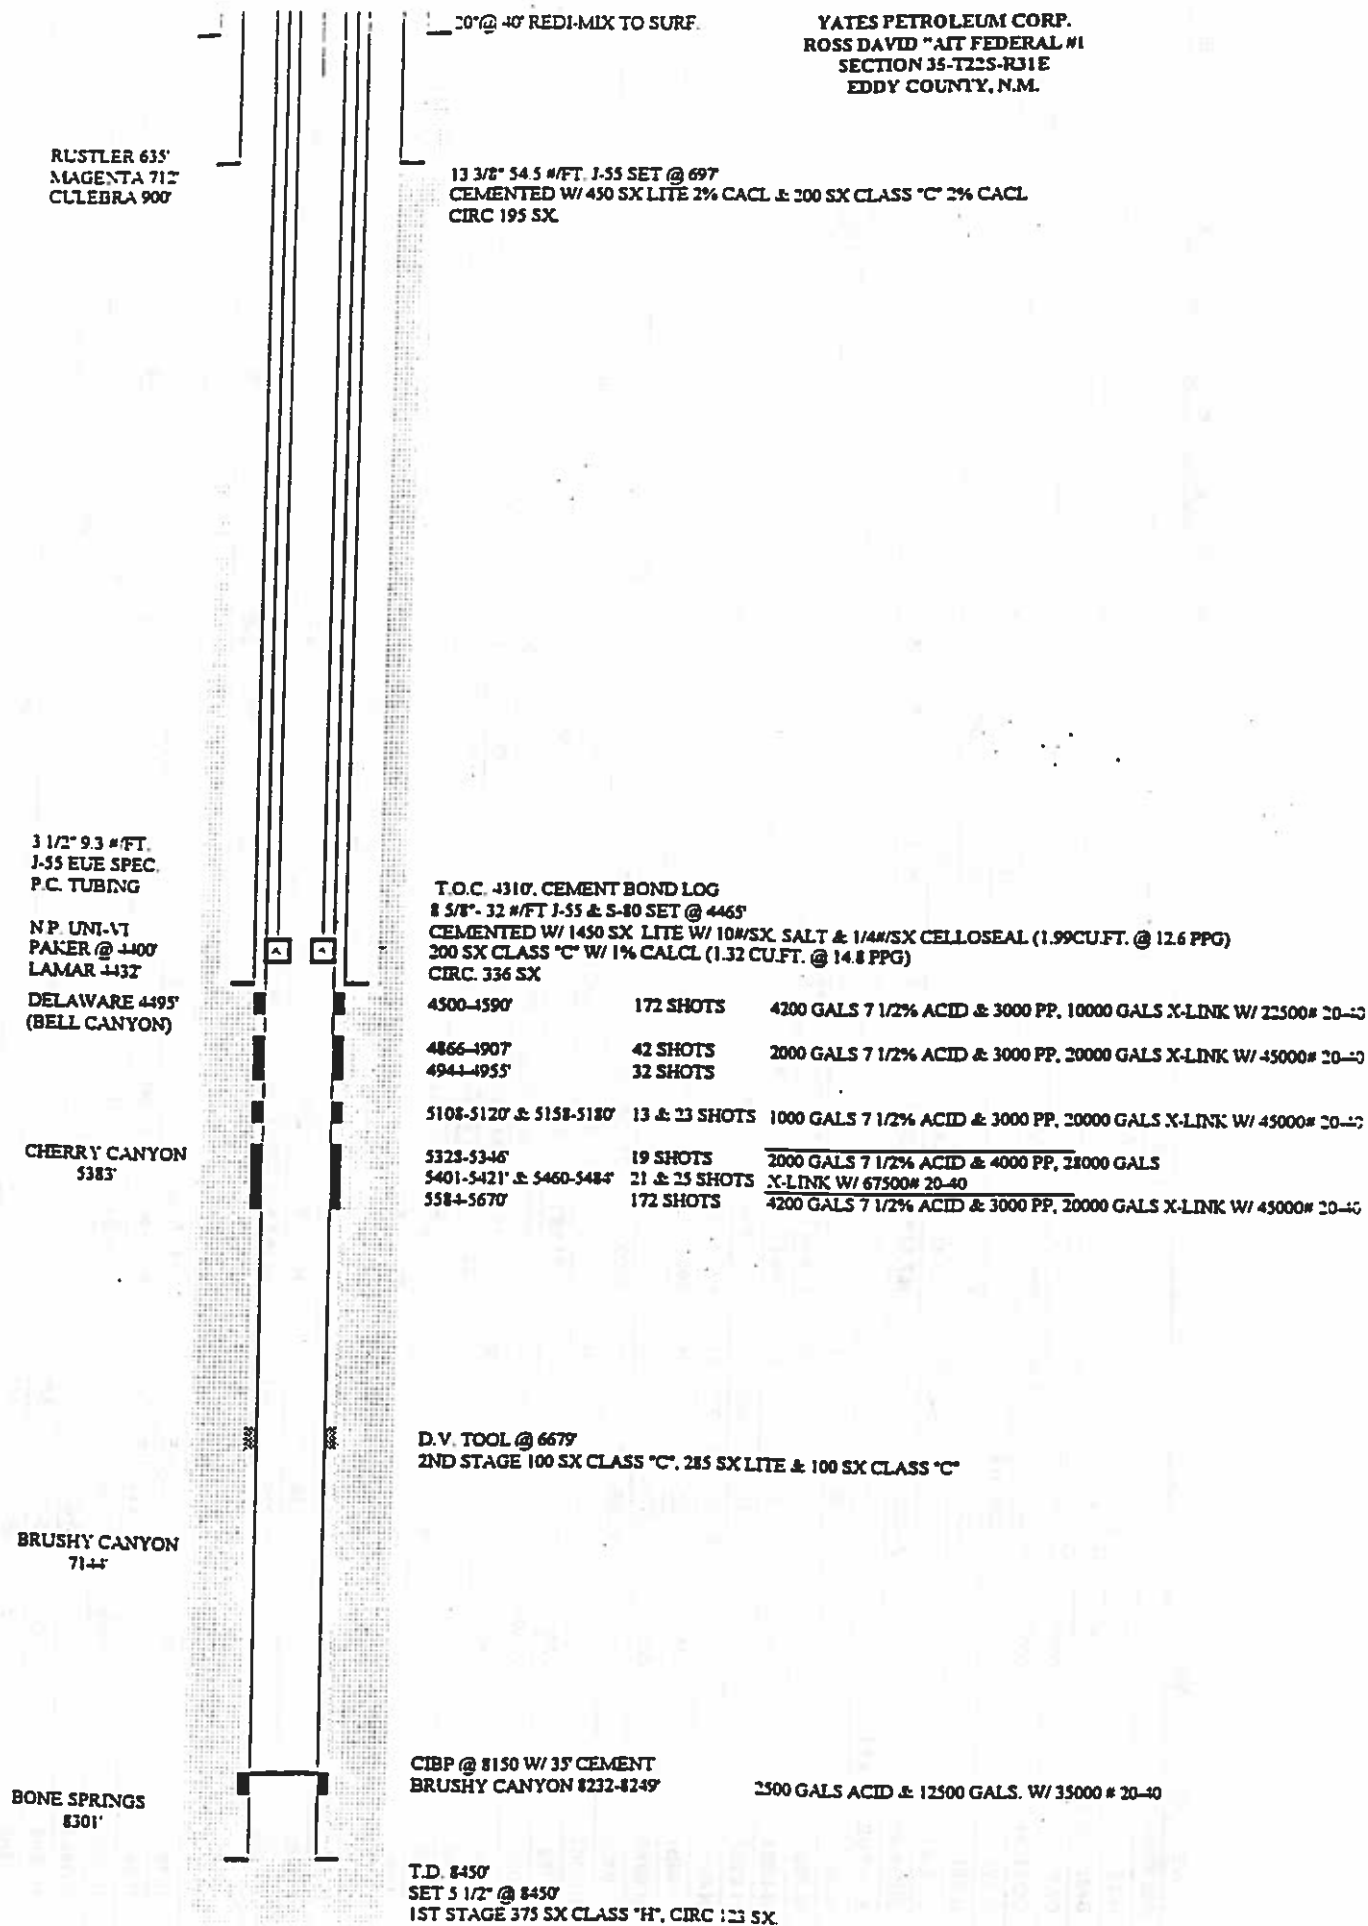 20" @ 40' REDI-MIX TO SURF.
YATES PETROLEUM CORP.
ROSS DAVID "AIT FEDERAL #1
SECTION 35-T22S-R31E
EDDY COUNTY, N.M.
RUSTLER 635'
MAGENTA 712'
CULEBRA 900'
13 3/8" 54.5 #/FT. J-55 SET @ 697'
CEMENTED W/ 450 SX LITE 2% CACL & 200 SX CLASS "C" 2% CACL
CIRC 195 SX.
3 1/2" 9.3 #/FT.
J-55 EUE SPEC.
P.C. TUBING
N.P. UNI-VI
PAKER @ 4400'
LAMAR 4432'
T.O.C. 4310'. CEMENT BOND LOG
8 5/8"- 32 #/FT J-55 & S-80 SET @ 4465'
CEMENTED W/ 1450 SX LITE W/ 10#/SX. SALT & 1/4#/SX CELLOSEAL (1.99CU.FT. @ 12.6 PPG)
200 SX CLASS "C" W/ 1% CALCL (1.32 CU.FT. @ 14.8 PPG)
CIRC. 336 SX
DELAWARE 4495'
(BELL CANYON)
4500-4590' 172 SHOTS 4200 GALS 7 1/2% ACID & 3000 PP, 10000 GALS X-LINK W/ 22500# 20-40
4866-4907' 42 SHOTS 2000 GALS 7 1/2% ACID & 3000 PP, 20000 GALS X-LINK W/ 45000# 20-40
4944-4955' 32 SHOTS
5108-5120' & 5158-5180' 13 & 23 SHOTS 1000 GALS 7 1/2% ACID & 3000 PP, 20000 GALS X-LINK W/ 45000# 20-40
CHERRY CANYON
5383'
5328-5346' 19 SHOTS 2000 GALS 7 1/2% ACID & 4000 PP, 28000 GALS
5401-5421' & 5460-5484' 21 & 25 SHOTS X-LINK W/ 67500# 20-40
5584-5670' 172 SHOTS 4200 GALS 7 1/2% ACID & 3000 PP, 20000 GALS X-LINK W/ 45000# 20-40
D.V. TOOL @ 6679'
2ND STAGE 100 SX CLASS "C", 285 SX LITE & 100 SX CLASS "C"
BRUSHY CANYON
7144'
CIBP @ 8150 W/ 35' CEMENT
BRUSHY CANYON 8232-8249' 2500 GALS ACID & 12500 GALS. W/ 35000 # 20-40
BONE SPRINGS
8301'
T.D. 8450'
SET 5 1/2" @ 8450'
1ST STAGE 375 SX CLASS "H", CIRC 123 SX.